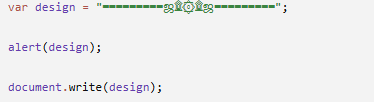 var design = "═════════ஜ۩۞۩ஜ═════════";
alert(design);
document.write(design);